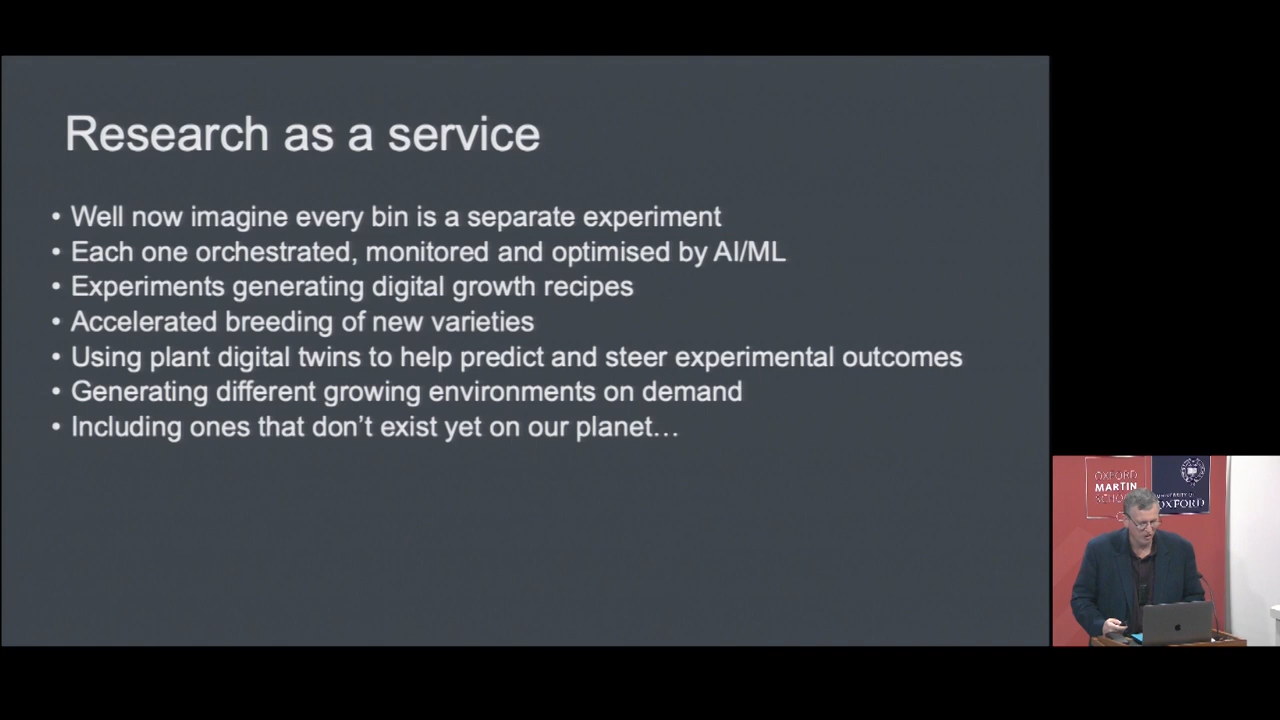 Research as a service
• Well now imagine every bin is a separate experiment
• Each one orchestrated, monitored and optimised by AI/ML
• Experiments generating digital growth recipes
• Accelerated breeding of new varieties
• Using plant digital twins to help predict and steer experimental outcomes
• Generating different growing environments on demand
• Including ones that don’t exist yet on our planet…
OXFORD
MARTIN
SCHOOL
UNIVERSITY OF
OXFORD